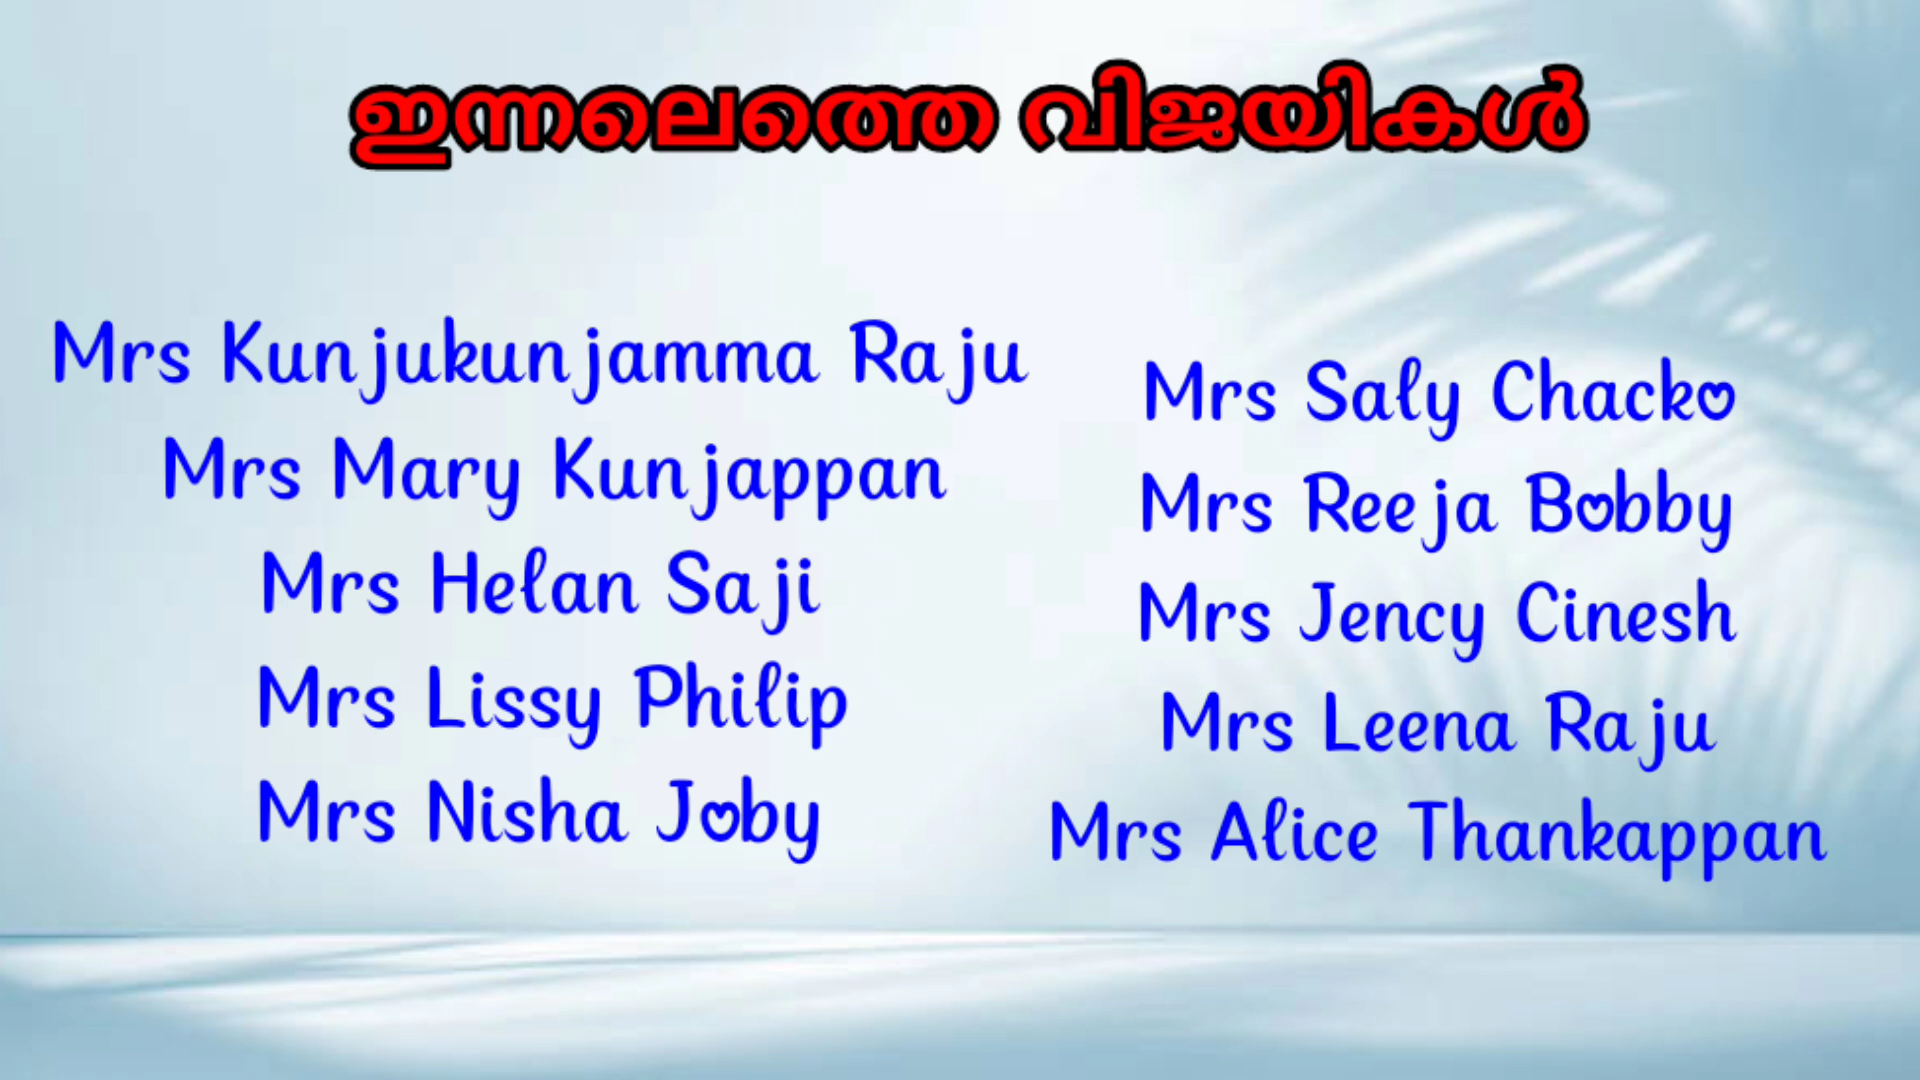 ഇന്നലെത്തെ വിജയികൾ
Mrs Kunjukunjamma Raju
Mrs Mary Kunjappan
Mrs Helan Saji
Mrs Lissy Philip
Mrs Nisha Joby
Mrs Saly Chacko
Mrs Reeja Bobby
Mrs Jency Cinesh
Mrs Leena Raju
Mrs Alice Thankappan